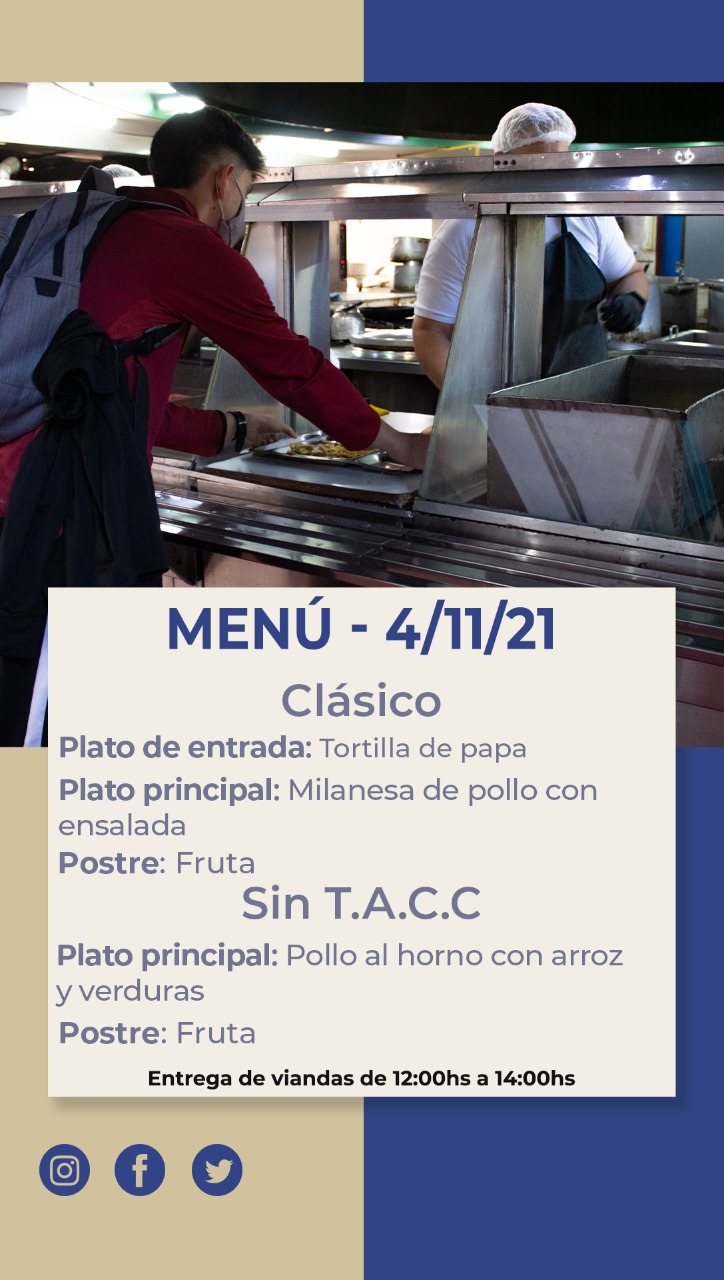 MENÚ - 4/11/21
Clásico
Plato de entrada: Tortilla de papa
Plato principal: Milanesa de pollo con
ensalada
Postre: Fruta
Sin T.A.C.C
Plato principal: Pollo al horno con arroz
y verduras
Postre: Fruta
Entrega de viandas de 12:00hs a 14:00hs